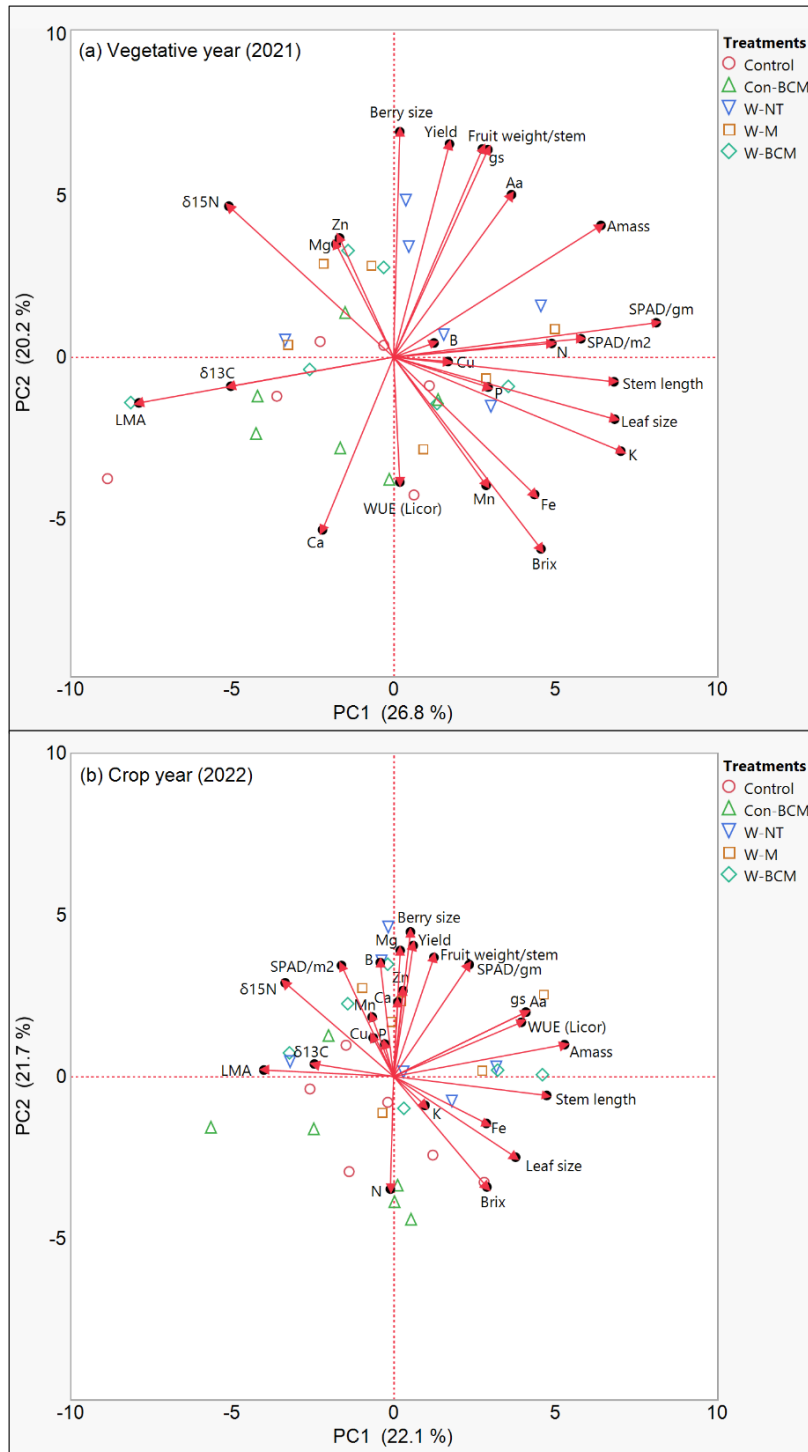 (a) Vegetative year (2021)
Treatments
Control
Con-BCM
W-NT
W-M
W-BCM
10
5
0
-5
-10
-5
0
5
10
PC2 (20.2 %)
PC1 (26.8 %)
Berry size
Yield
Fruit weight/stem
gs
Aa
Amass
δ15N
Zn
Mg
SPAD/gm
SPAD/m2
B
N
Cu
P
Stem length
Leaf size
K
δ13C
LMA
WUE (Licor)
Mn
Fe
Ca
Brix
(b) Crop year (2022)
Treatments
Control
Con-BCM
W-NT
W-M
W-BCM
10
5
0
-5
-10
-5
0
5
10
PC2 (21.7 %)
PC1 (22.1 %)
Berry size
Mg
Yield
Fruit weight/stem
SPAD/m2
B
SPAD/gm
δ15N
Zn
Ca
Mn
gs
Aa
WUE (Licor)
Cu
P
Amass
δ13C
LMA
Stem length
K
Fe
Leaf size
N
Brix